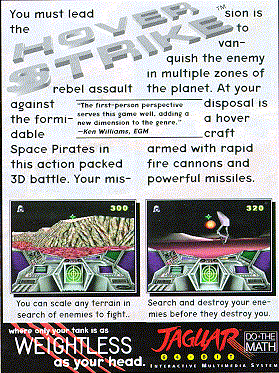 You must lead
the
HOVER
STRIKE™
sion is
to
van-
quish the enemy
in multiple zones of
rebel assault
the planet. At your
against
the formi-
dable
"The first-person perspective
serves this game well, adding a
new dimension to the genre."
—Ken Williams, EGM
disposal is
a hover
craft
Space Pirates in
this action packed
3D battle. Your mis-
armed with rapid
fire cannons and
powerful missiles.
300
320
You can scale any terrain in
search of enemies to fight..
Search and destroy your ene-
mies before they destroy you.
where only your tank is as
WEIGHTLESS
as your head.
JAGUAR
64-BIT
INTERACTIVE MULTIMEDIA SYSTEM
DO·THE
MATH